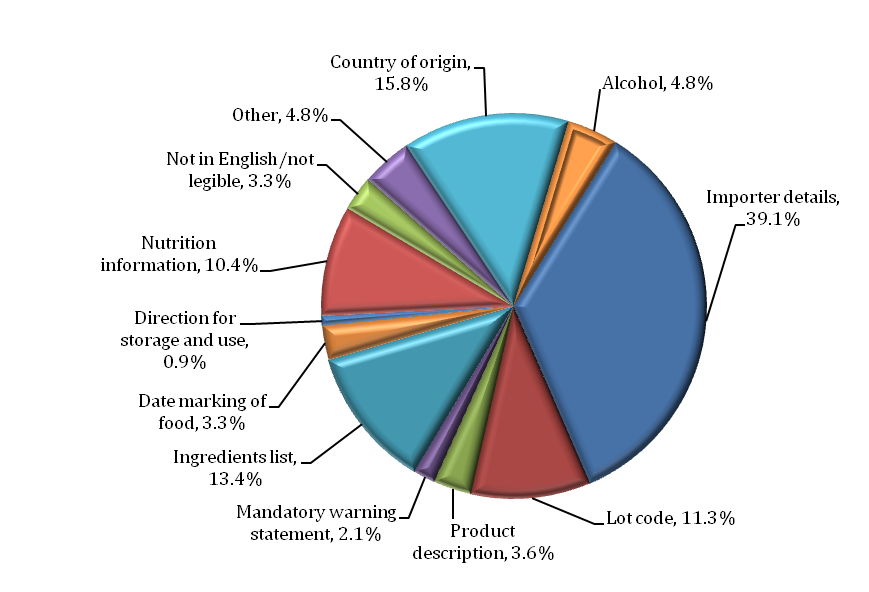 Country of origin,
15.8%
Alcohol, 4.8%
Other, 4.8%
Not in English/not
legible, 3.3%
Importer details,
39.1%
Nutrition
information, 10.4%
Direction for
storage and use,
0.9%
Date marking of
food, 3.3%
Ingredients list,
13.4%
Mandatory warning
statement, 2.1%
Product
description, 3.6%
Lot code, 11.3%